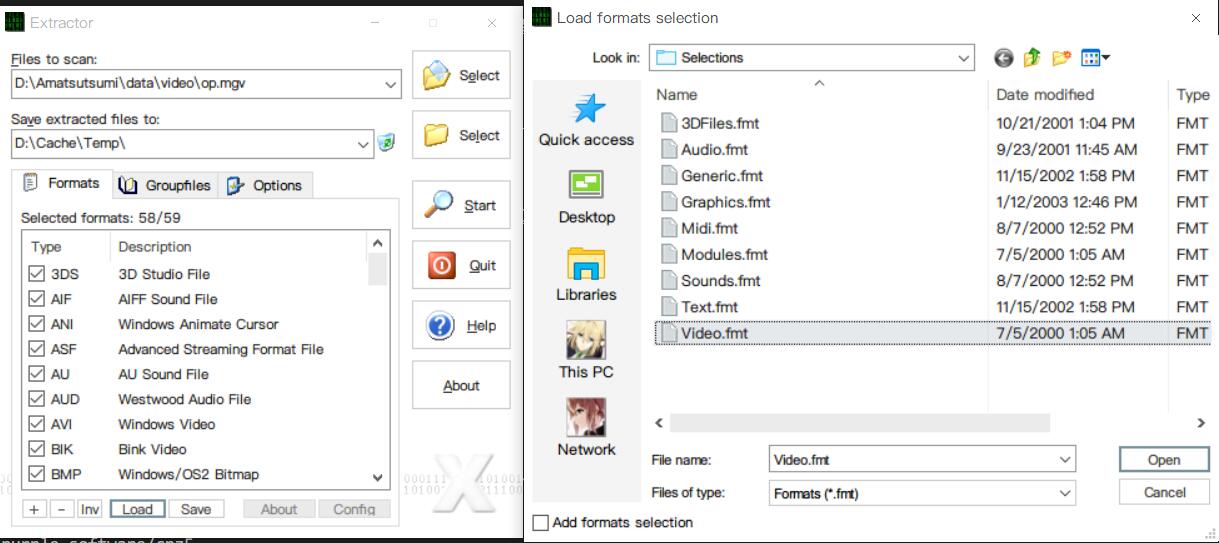 Extractor
Files to scan:
D:\Amatsutsumi\data\video\op.mgv
Select
Save extracted files to:
D:\Cache\Temp\
Select
Formats
Groupfiles
Options
Selected formats: 58/59
Type Description
3DS 3D Studio File
AIF AIFF Sound File
ANI Windows Animate Cursor
ASF Advanced Streaming Format File
AU AU Sound File
AUD Westwood Audio File
AVI Windows Video
BIK Bink Video
BMP Windows/OS2 Bitmap
+ - Inv Load Save About Config
Start
Quit
Help
About
Load formats selection
Look in: Selections
Quick access
Desktop
Libraries
This PC
Network
Name Date modified Type
3DFiles.fmt 10/21/2001 1:04 PM FMT
Audio.fmt 9/23/2001 11:45 AM FMT
Generic.fmt 11/15/2002 1:58 PM FMT
Graphics.fmt 1/12/2003 12:46 PM FMT
Midi.fmt 8/7/2000 12:52 PM FMT
Modules.fmt 7/5/2000 1:05 AM FMT
Sounds.fmt 8/7/2000 12:52 PM FMT
Text.fmt 11/15/2002 1:58 PM FMT
Video.fmt 7/5/2000 1:05 AM FMT
File name: Video.fmt Open
Files of type: Formats (*.fmt) Cancel
Add formats selection